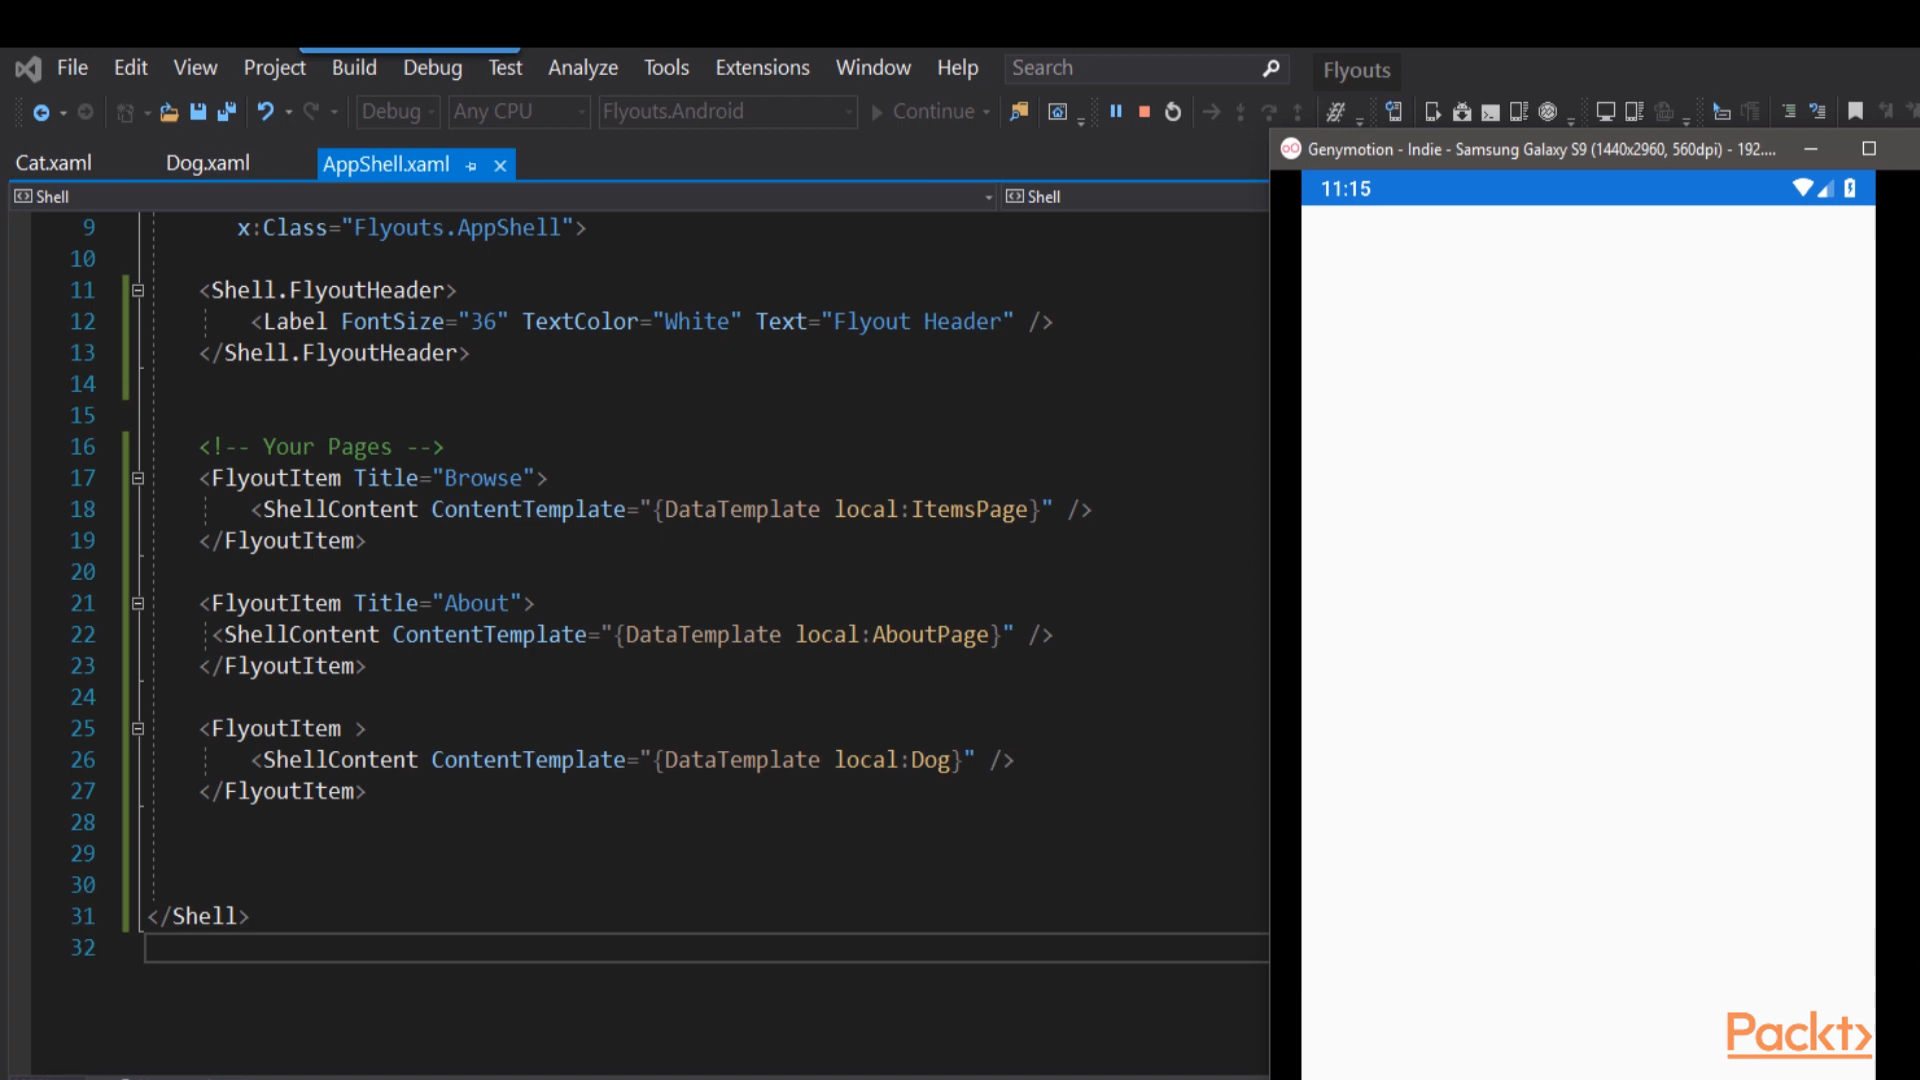 File Edit View Project Build Debug Test Analyze Tools Extensions Window Help Search Flyouts
Debug Any CPU Flyouts.Android Continue
Genymotion - Indie - Samsung Galaxy S9 (1440x2960, 560dpi) - 192....
Cat.xaml Dog.xaml AppShell.xaml
11:15
Shell Shell
9 x:Class="Flyouts.AppShell">
10
11 <Shell.FlyoutHeader>
12 <Label FontSize="36" TextColor="White" Text="Flyout Header" />
13 </Shell.FlyoutHeader>
14
15
16 <!-- Your Pages -->
17 <FlyoutItem Title="Browse">
18 <ShellContent ContentTemplate="{DataTemplate local:ItemsPage}" />
19 </FlyoutItem>
20
21 <FlyoutItem Title="About">
22 <ShellContent ContentTemplate="{DataTemplate local:AboutPage}" />
23 </FlyoutItem>
24
25 <FlyoutItem >
26 <ShellContent ContentTemplate="{DataTemplate local:Dog}" />
27 </FlyoutItem>
28
29
30
31 </Shell>
32
Packt>